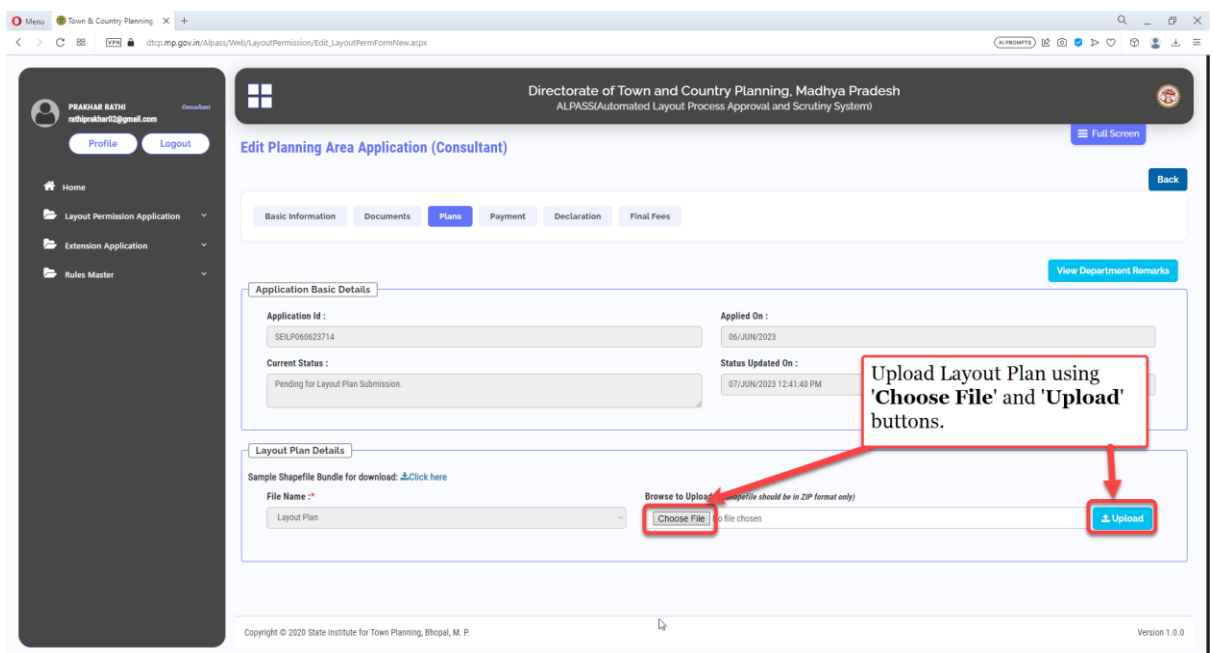 Menu
Town & Country Planning,
VPN
dtcp.mp.gov.in/Alpass/Web/LayoutPermission/Edit_LayoutPermFormNew.aspx
AI PROMPTS
PRAKHAR RATHI
Consultant
rathiprakhar02@gmail.com
Profile
Logout
Home
Layout Permission Application
Extension Application
Rules Master
Directorate of Town and Country Planning, Madhya Pradesh
ALPASS(Automated Layout Process Approval and Scrutiny System)
Full Screen
Edit Planning Area Application (Consultant)
Back
Basic Information
Documents
Plans
Payment
Declaration
Final Fees
View Department Remarks
Application Basic Details
Application Id :
SEILP060623714
Applied On :
06/JUN/2023
Current Status :
Pending for Layout Plan Submission.
Status Updated On :
07/JUN/2023 12:41:40 PM
Upload Layout Plan using
'Choose File' and 'Upload'
buttons.
Layout Plan Details
Sample Shapefile Bundle for download: Click here
File Name :*
Layout Plan
Browse to Upload should be in ZIP format only)
Choose File
file chosen
Upload
Copyright © 2020 State Institute for Town Planning, Bhopal, M. P.
Version 1.0.0